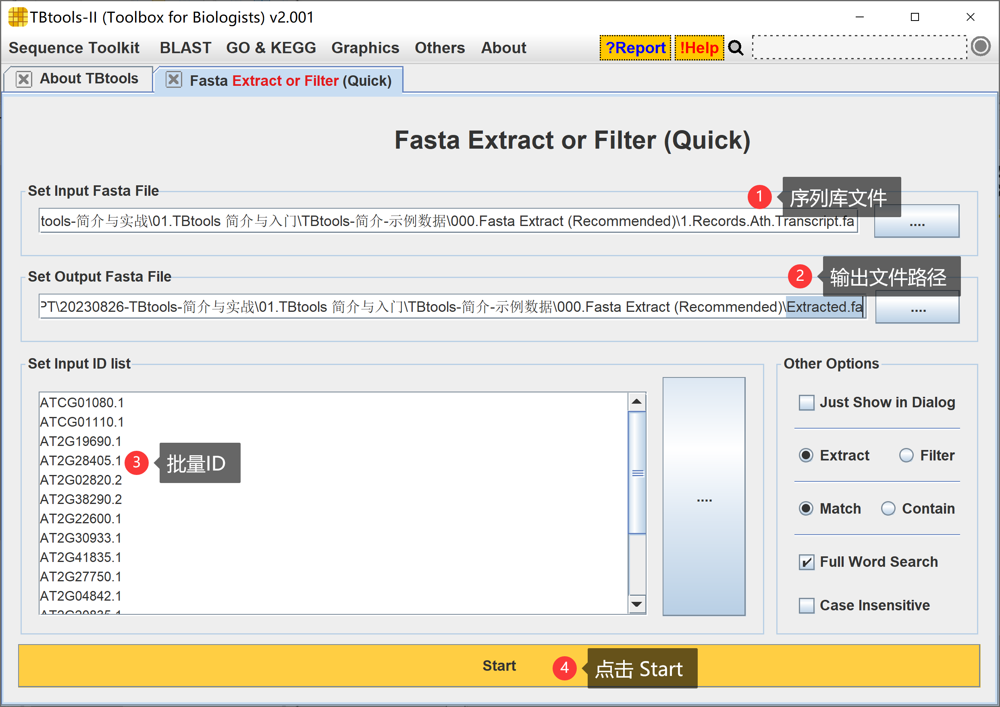 TBtools-II (Toolbox for Biologists) v2.001
Sequence Toolkit BLAST GO & KEGG Graphics Others About ?Report !Help
About TBtools Fasta Extract or Filter (Quick)
Fasta Extract or Filter (Quick)
Set Input Fasta File
1 序列库文件
tools-简介与实战\01.TBtools 简介与入门\TBtools-简介-示例数据\000.Fasta Extract (Recommended)\1.Records.Ath.Transcript.fa ....
Set Output Fasta File
2 输出文件路径
PT\20230826-TBtools-简介与实战\01.TBtools 简介与入门\TBtools-简介-示例数据\000.Fasta Extract (Recommended)\Extracted.fa ....
Set Input ID list
ATCG01080.1
ATCG01110.1
AT2G19690.1
AT2G28405.1
3 批量ID
AT2G02820.2
AT2G38290.2
AT2G22600.1
AT2G30933.1
AT2G41835.1
AT2G27750.1
AT2G04842.1
....
Other Options
Just Show in Dialog
Extract Filter
Match Contain
Full Word Search
Case Insensitive
Start
4 点击 Start